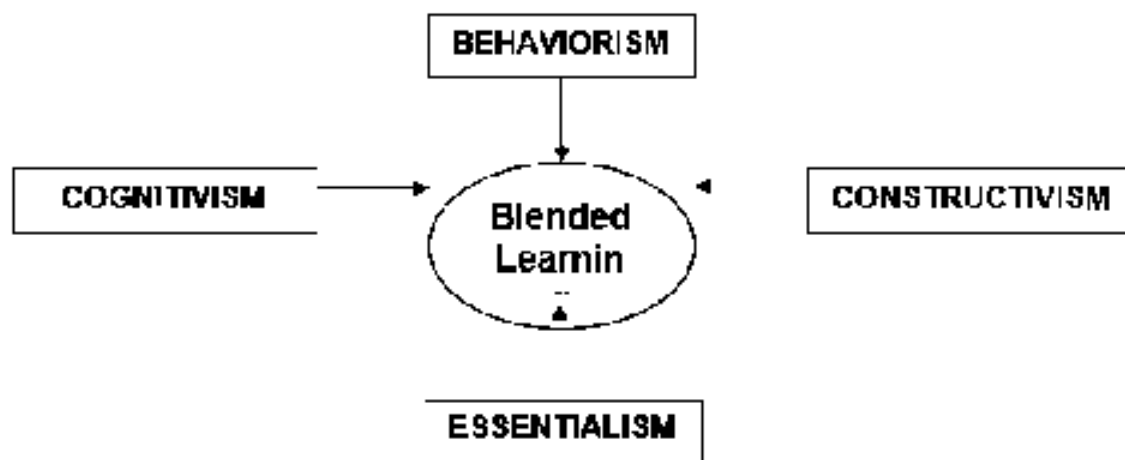 BEHAVIORISM
COGNITIVISM
CONSTRUCTIVISM
Blended
Learnin
ESSENTIALISM